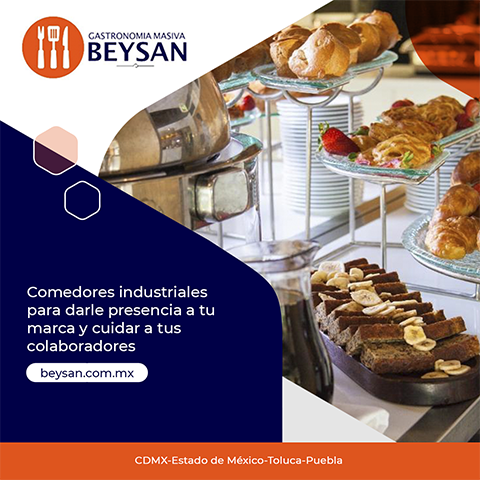 GASTRONOMIA MASIVA
BEYSAN
Comedores industriales
para darle presencia a tu
marca y cuidar a tus
colaboradores
beysan.com.mx
CDMX-Estado de México-Toluca-Puebla